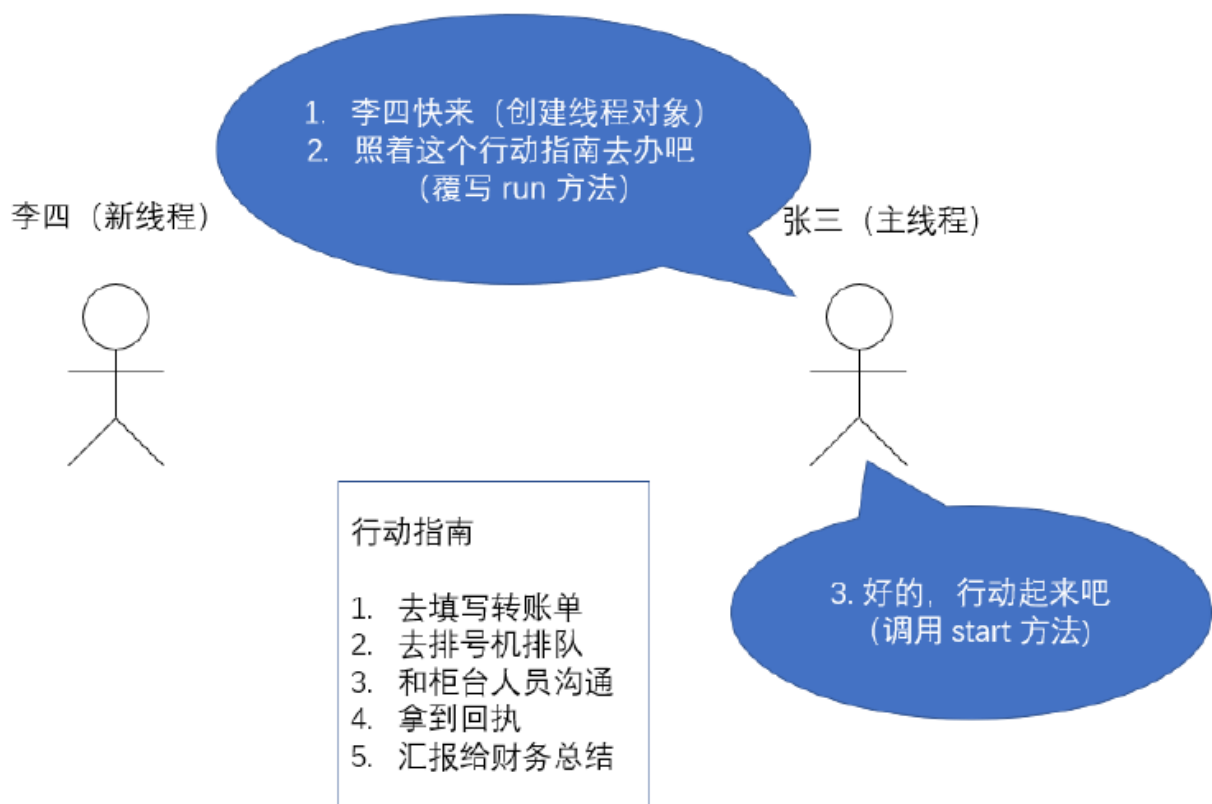 1. 李四快来（创建线程对象）
2. 照着这个行动指南去办吧
（覆写 run 方法）
李四（新线程）
张三（主线程）
行动指南
1. 去填写转账单
2. 去排号机排队
3. 和柜台人员沟通
4. 拿到回执
5. 汇报给财务总结
3. 好的，行动起来吧
（调用 start 方法)